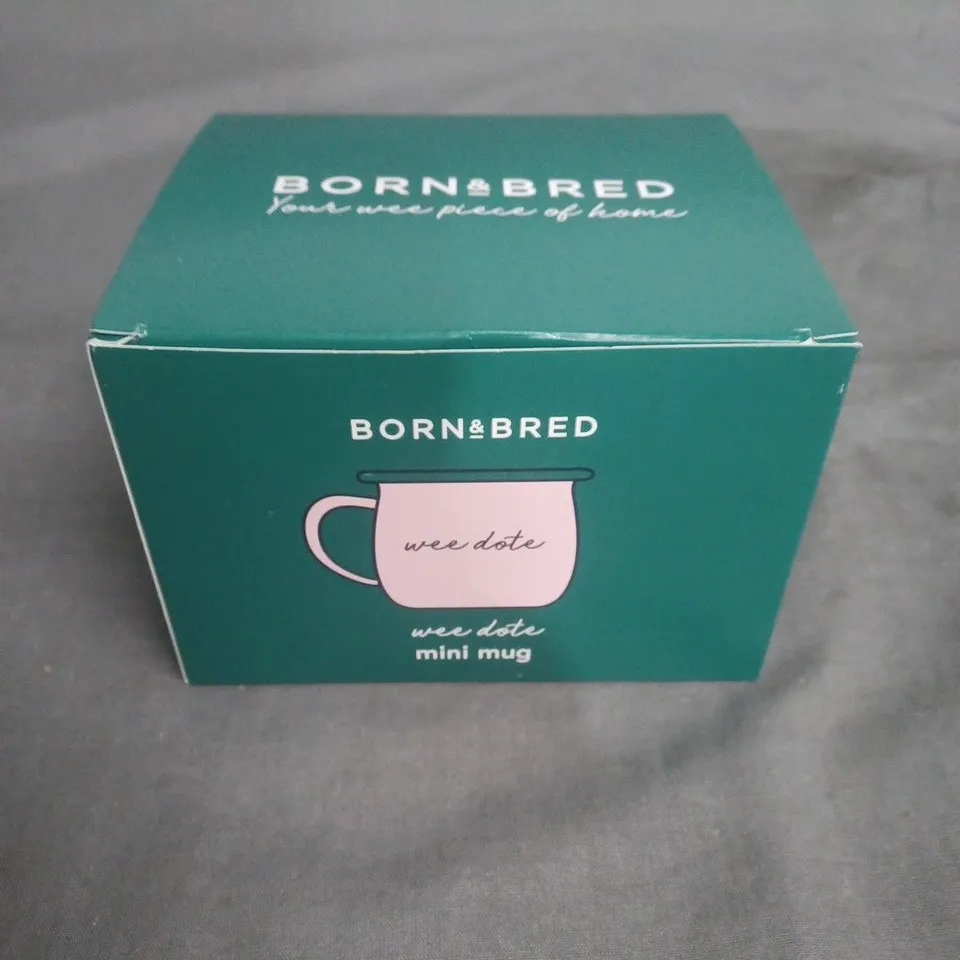 BORN&BRED
Your wee piece of home
BORN&BRED
wee dote
wee dote
mini mug